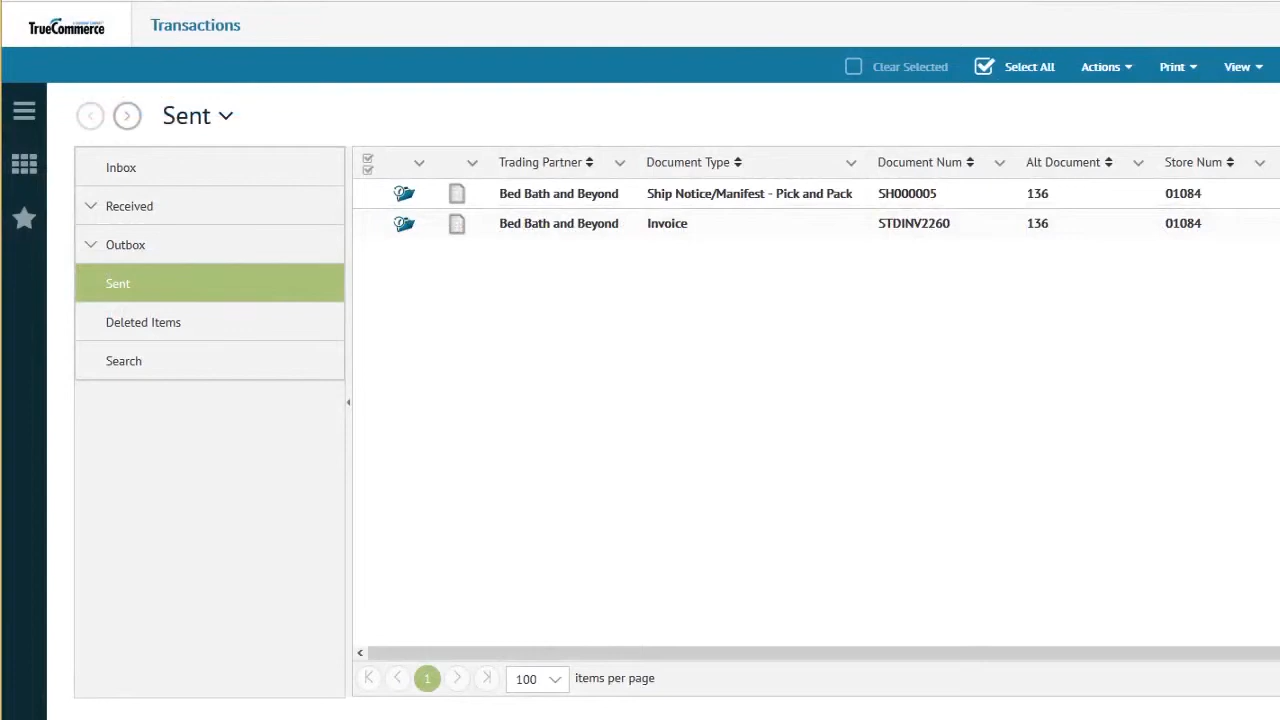 TrueCommerce
Transactions
Clear Selected
Select All
Actions
Print
View
Sent
Inbox
Received
Outbox
Sent
Deleted Items
Search
Trading Partner
Document Type
Document Num
Alt Document
Store Num
Bed Bath and Beyond
Ship Notice/Manifest - Pick and Pack
SH000005
136
01084
Bed Bath and Beyond
Invoice
STDINV2260
136
01084
1
100
items per page